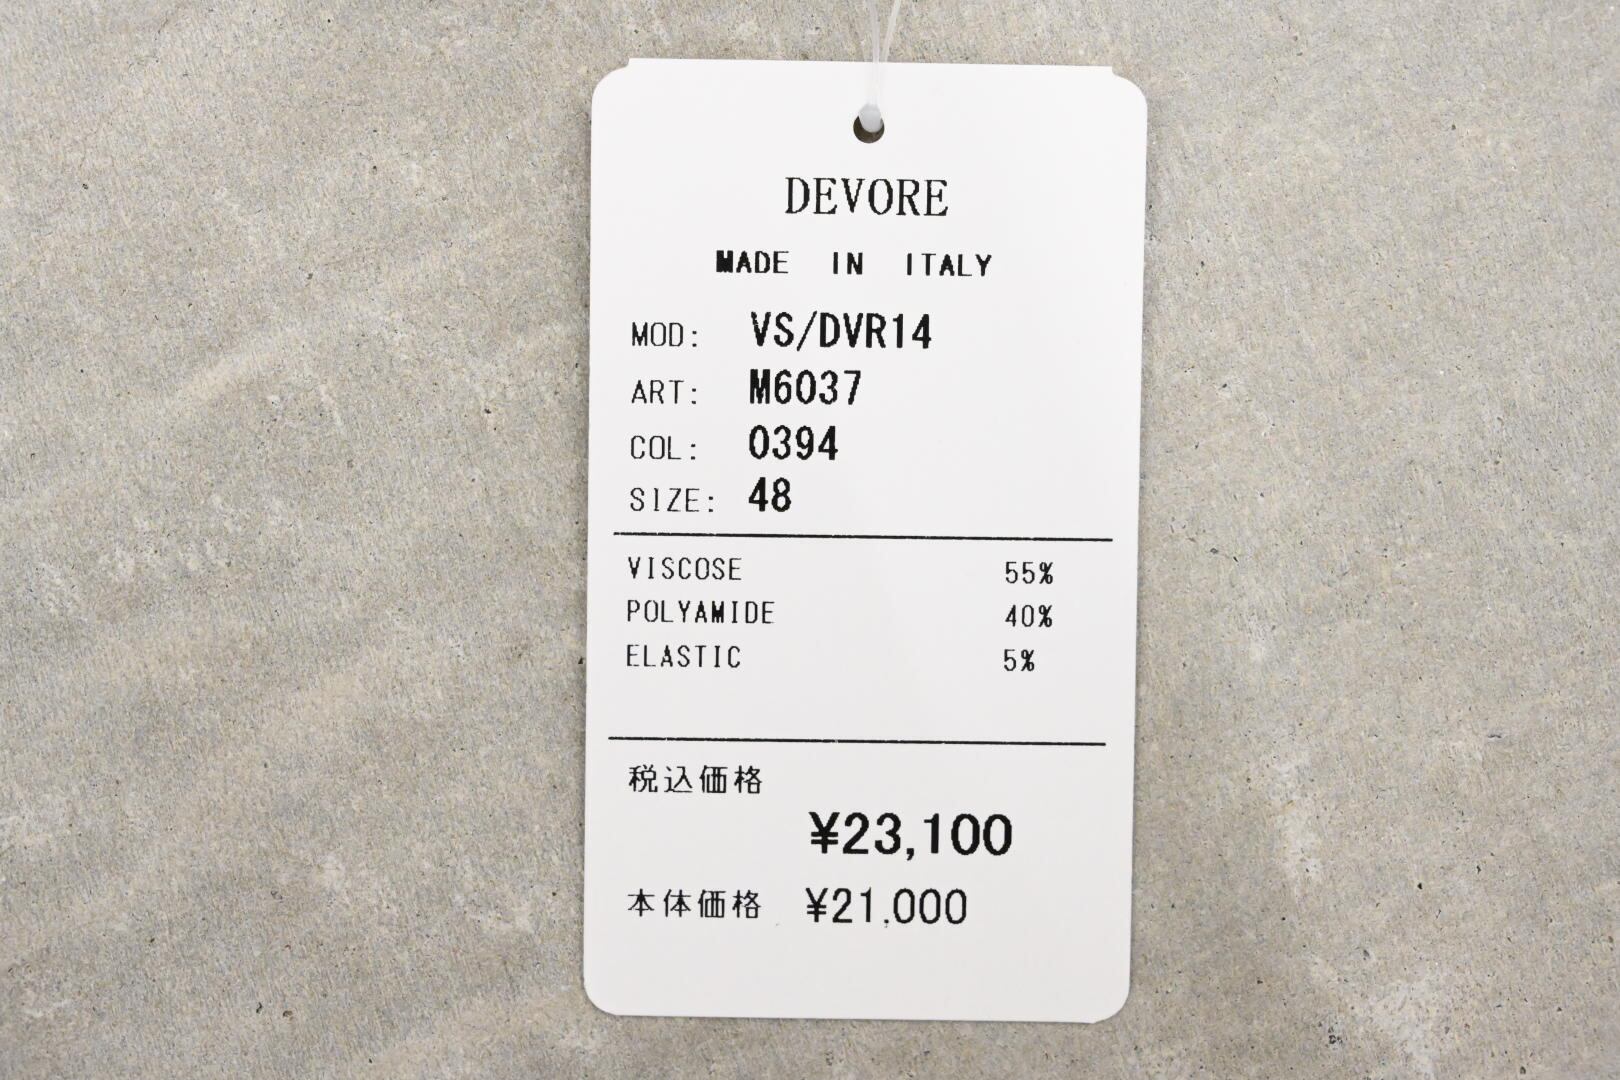 DEVORE
MADE IN ITALY
MOD: VS/DVR14
ART: M6037
COL: 0394
SIZE: 48
VISCOSE 55%
POLYAMIDE 40%
ELASTIC 5%
税込価格
¥23,100
本体価格 ¥21,000